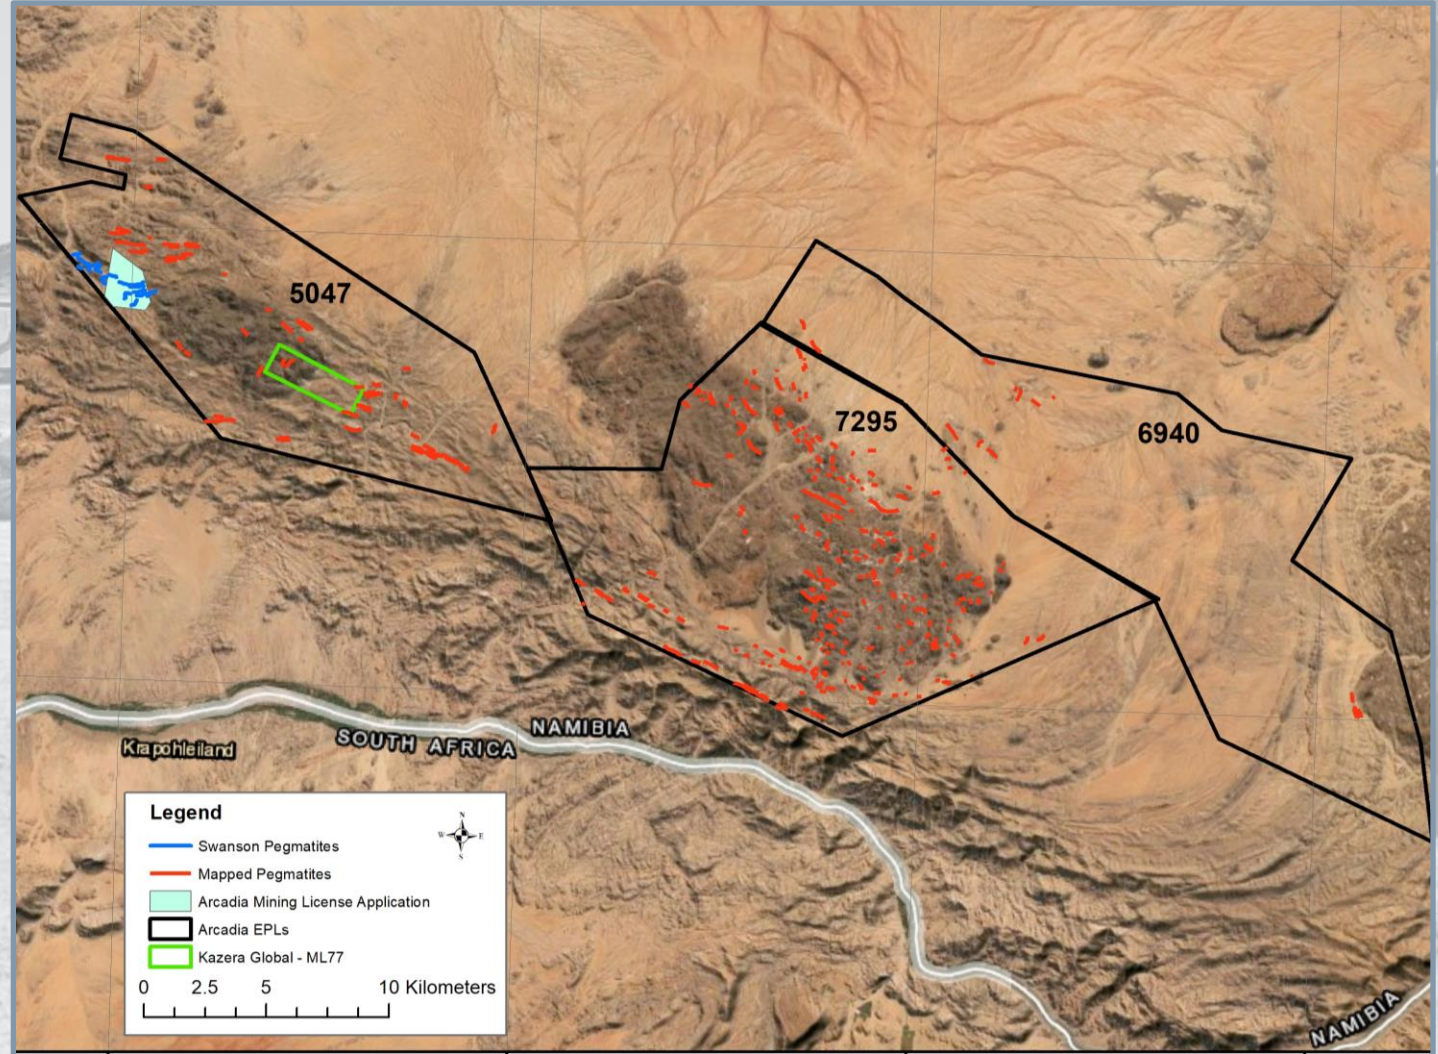 5047
7295
6940
NAMIBIA
SOUTH AFRICA
Krapohleiland
Legend
N
W E
S
Swanson Pegmatites
Mapped Pegmatites
Arcadia Mining License Application
Arcadia EPLs
Kazera Global - ML77
0 2.5 5 10 Kilometers
NAMIBIA